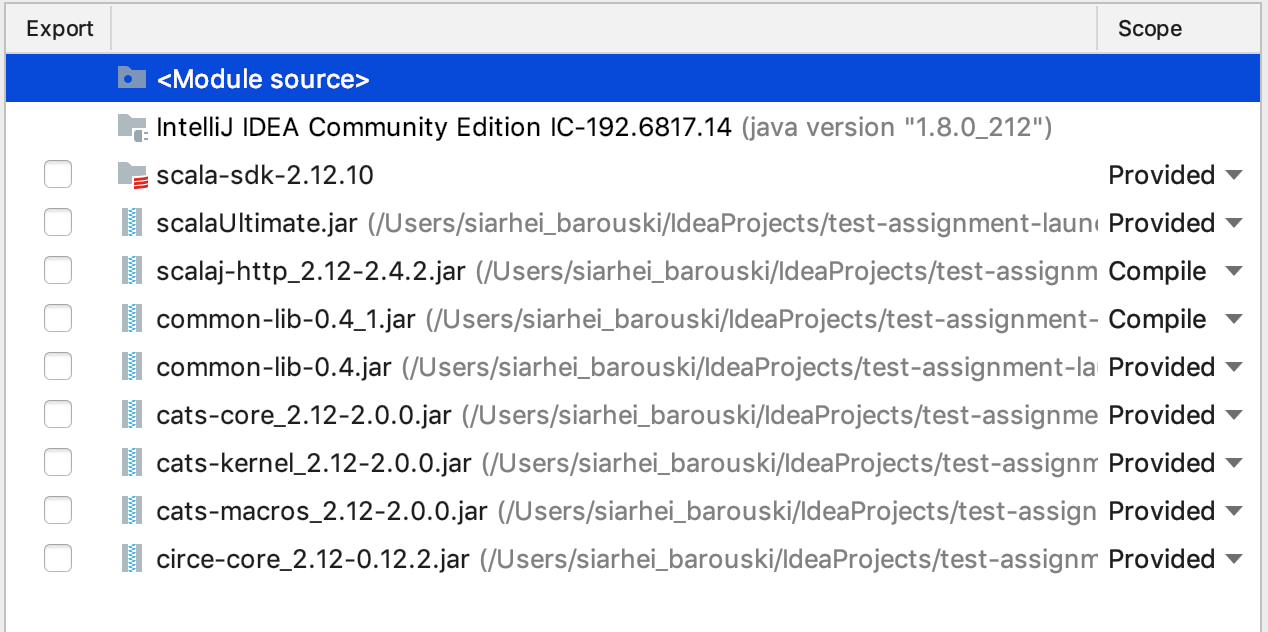 Export Scope
<Module source>
IntelliJ IDEA Community Edition IC-192.6817.14 (java version "1.8.0_212")
scala-sdk-2.12.10 Provided
scalaUltimate.jar (/Users/siarhei_barouski/IdeaProjects/test-assignment-laun Provided
scalaj-http_2.12-2.4.2.jar (/Users/siarhei_barouski/IdeaProjects/test-assignm Compile
common-lib-0.4_1.jar (/Users/siarhei_barouski/IdeaProjects/test-assignment- Compile
common-lib-0.4.jar (/Users/siarhei_barouski/IdeaProjects/test-assignment-la Provided
cats-core_2.12-2.0.0.jar (/Users/siarhei_barouski/IdeaProjects/test-assignme Provided
cats-kernel_2.12-2.0.0.jar (/Users/siarhei_barouski/IdeaProjects/test-assignm Provided
cats-macros_2.12-2.0.0.jar (/Users/siarhei_barouski/IdeaProjects/test-assign Provided
circe-core_2.12-0.12.2.jar (/Users/siarhei_barouski/IdeaProjects/test-assignm Provided